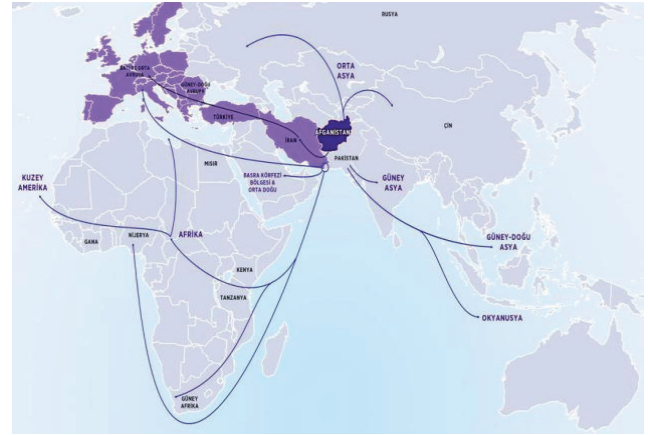 RUSYA
BATI & ORTA
AVRUPA
GÜNEY-DOĞU
AVRUPA
ORTA
ASYA
TÜRKİYE
İRAN
AFGANİSTAN
ÇİN
PAKİSTAN
MISIR
BASRA KÖRFEZİ
BÖLGESİ &
ORTA DOĞU
GÜNEY
ASYA
KUZEY
AMERİKA
GANA
NİJERYA
AFRİKA
GÜNEY-DOĞU
ASYA
KENYA
TANZANYA
OKYANUSYA
GÜNEY
AFRİKA